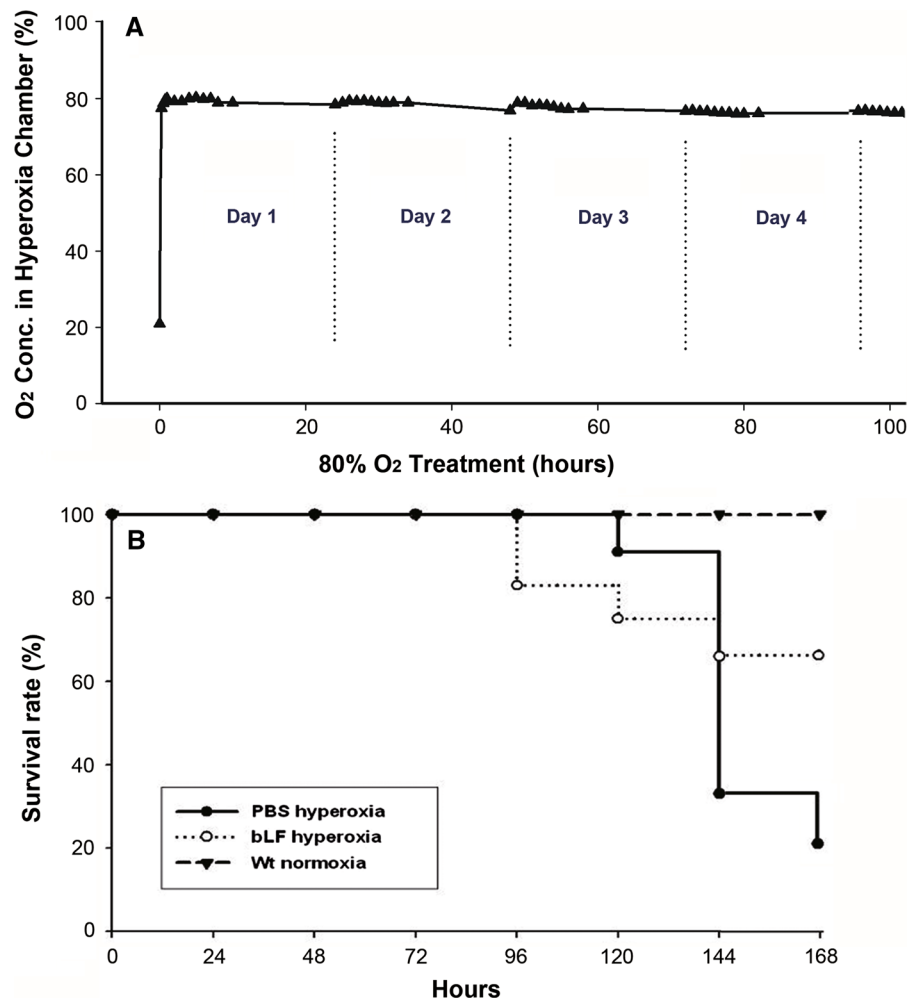 A
O2 Conc. in Hyperoxia Chamber (%)
100
80
60
40
20
0
Day 1 Day 2 Day 3 Day 4
0 20 40 60 80 100
80% O2 Treatment (hours)
B
Survival rate (%)
100
80
60
40
20
0
PBS hyperoxia
bLF hyperoxia
Wt normoxia
0 24 48 72 96 120 144 168
Hours